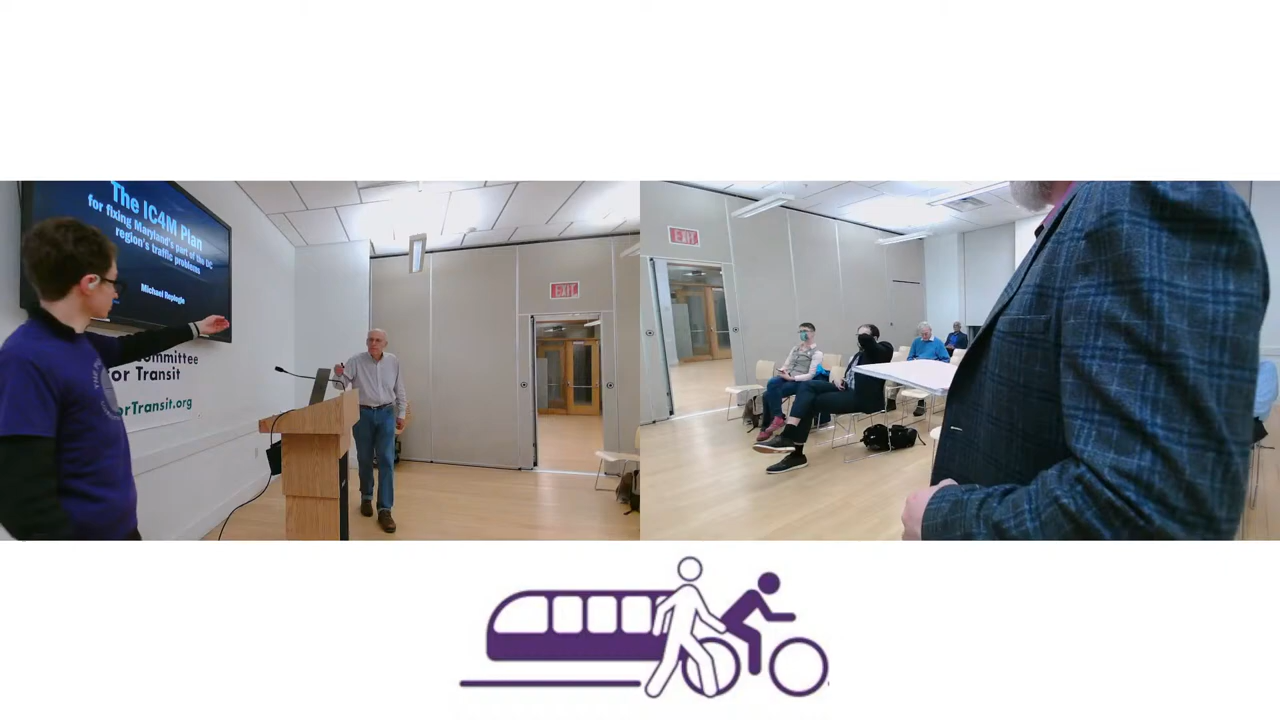 The IC4M Plan
for fixing Maryland's part of the DC
region's traffic problems
Michael Replogle
ommittee
or Transit
orTransit.org
EXIT
EXIT